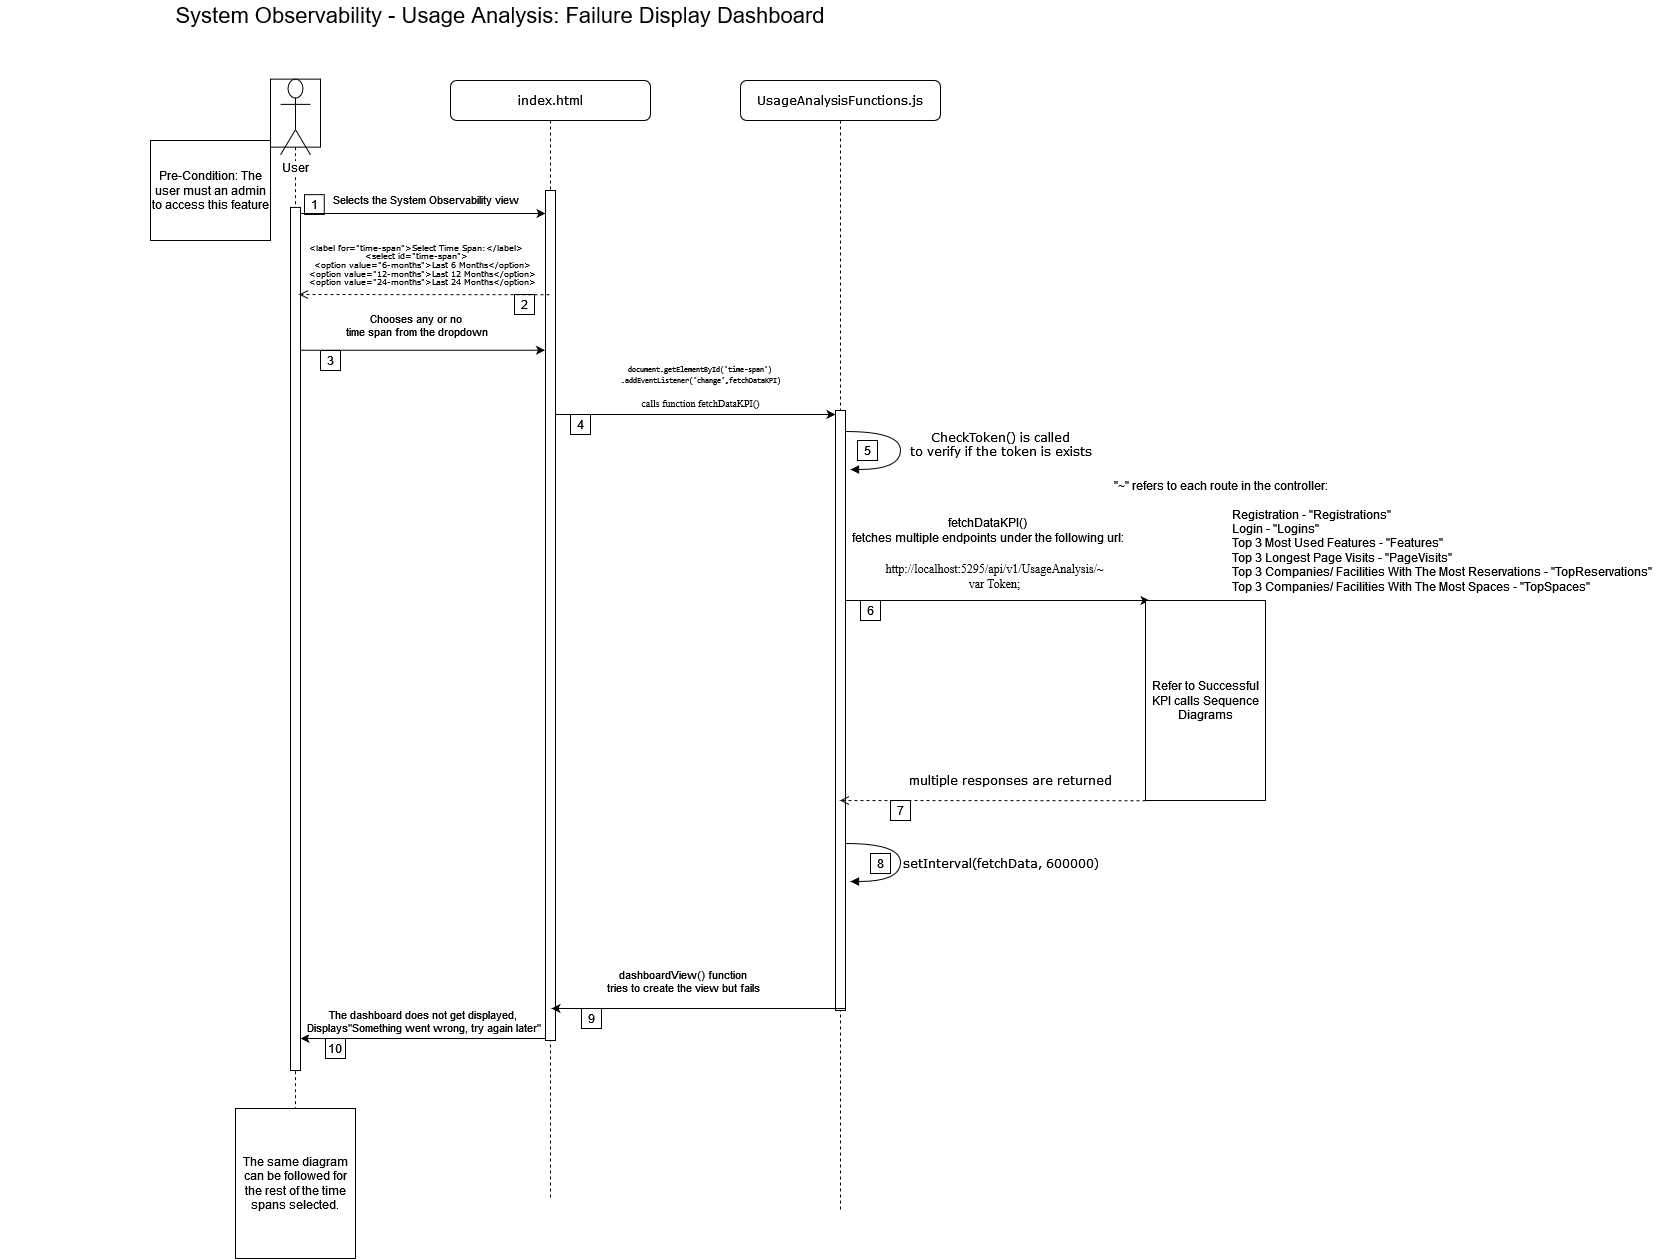 System Observability - Usage Analysis: Failure Display Dashboard
index.html
UsageAnalysisFunctions.js
User
Pre-Condition: The
user must an admin
to access this feature
1
Selects the System Observability view
<label for="time-span">Select Time Span:</label>
<select id="time-span">
<option value="6-months">Last 6 Months</option>
<option value="12-months">Last 12 Months</option>
<option value="24-months">Last 24 Months</option>
2
Chooses any or no
time span from the dropdown
3
document.getElementById('time-span')
.addEventListener('change',fetchDataKPI)
calls function fetchDataKPI()
4
5
CheckToken() is called
to verify if the token is exists
"~" refers to each route in the controller:
Registration - "Registrations"
Login - "Logins"
Top 3 Most Used Features - "Features"
Top 3 Longest Page Visits - "PageVisits"
Top 3 Companies/ Facilities With The Most Reservations - "TopReservations"
Top 3 Companies/ Facilities With The Most Spaces - "TopSpaces"
fetchDataKPI()
fetches multiple endpoints under the following url:
http://localhost:5295/api/v1/UsageAnalysis/~
var Token;
6
Refer to Successful
KPI calls Sequence
Diagrams
multiple responses are returned
7
8
setInterval(fetchData, 600000)
dashboardView() function
tries to create the view but fails
9
The dashboard does not get displayed,
Displays"Something went wrong, try again later"
10
The same diagram
can be followed for
the rest of the time
spans selected.